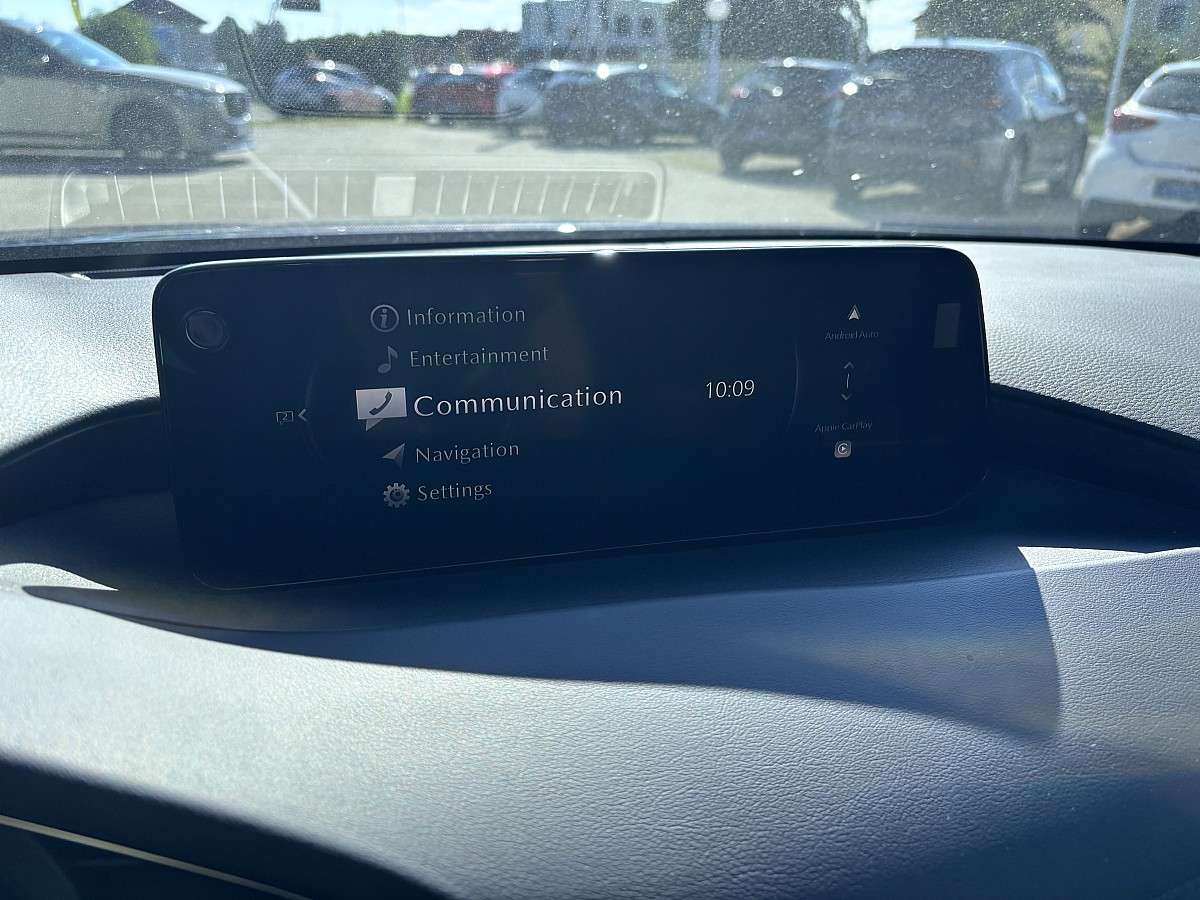 Information
Entertainment
Communication
10:09
Navigation
Settings
Android Auto
Apple CarPlay